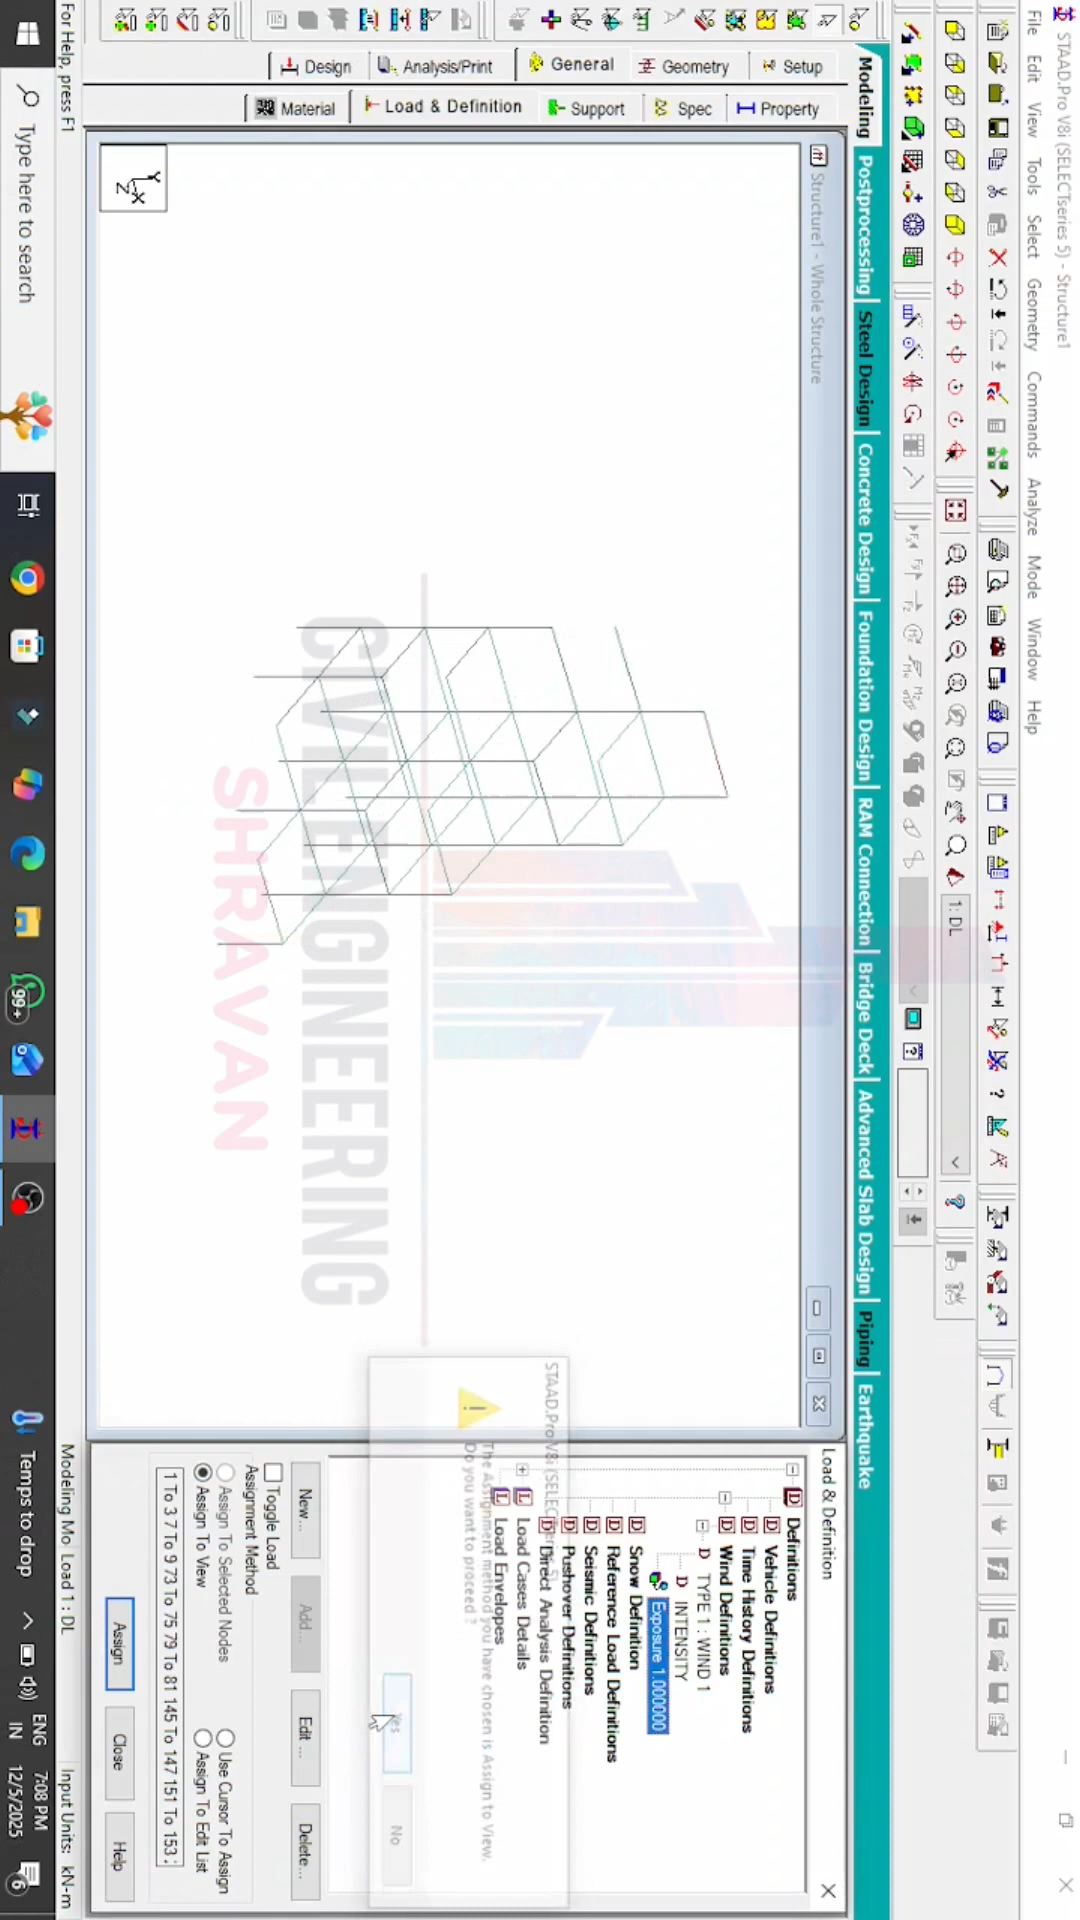 STAAD.Pro V8i (SELECTseries 5) - Structure1
File Edit View Tools Select Geometry Commands Analyze Mode Window Help
1: DL
Modeling Postprocessing Steel Design Concrete Design Foundation Design RAM Connection Bridge Deck Advanced Slab Design Piping Earthquake
Setup Geometry General Analysis/Print Design
Property Spec Support Load & Definition Material
Structure1 - Whole Structure
Y
X
Z
CIVILENGINEERING
SHRAVAN
Load & Definition
Definitions
Vehicle Definitions
Time History Definitions
Wind Definitions
TYPE 1 : WIND 1
INTENSITY
Exposure 1.000000
Snow Definition
Reference Load Definitions
Seismic Definitions
Pushover Definitions
Direct Analysis Definition
Load Cases Details
Load Envelopes
The Assignment method you have chosen is Assign to View.
Do you want to proceed ?
Yes No
New... Add... Edit ... Delete...
Toggle Load
Assignment Method
Assign To Selected Nodes Use Cursor To Assign
Assign To View Assign To Edit List
1 To 3 7 To 9 73 To 75 79 To 81 145 To 147 151 To 153
Assign Close Help
For Help, press F1 Modeling Mo Load 1 : DL Input Units: kN-m
Type here to search 99+ Temps to drop ENG IN 7:08 PM 12/5/2025 6